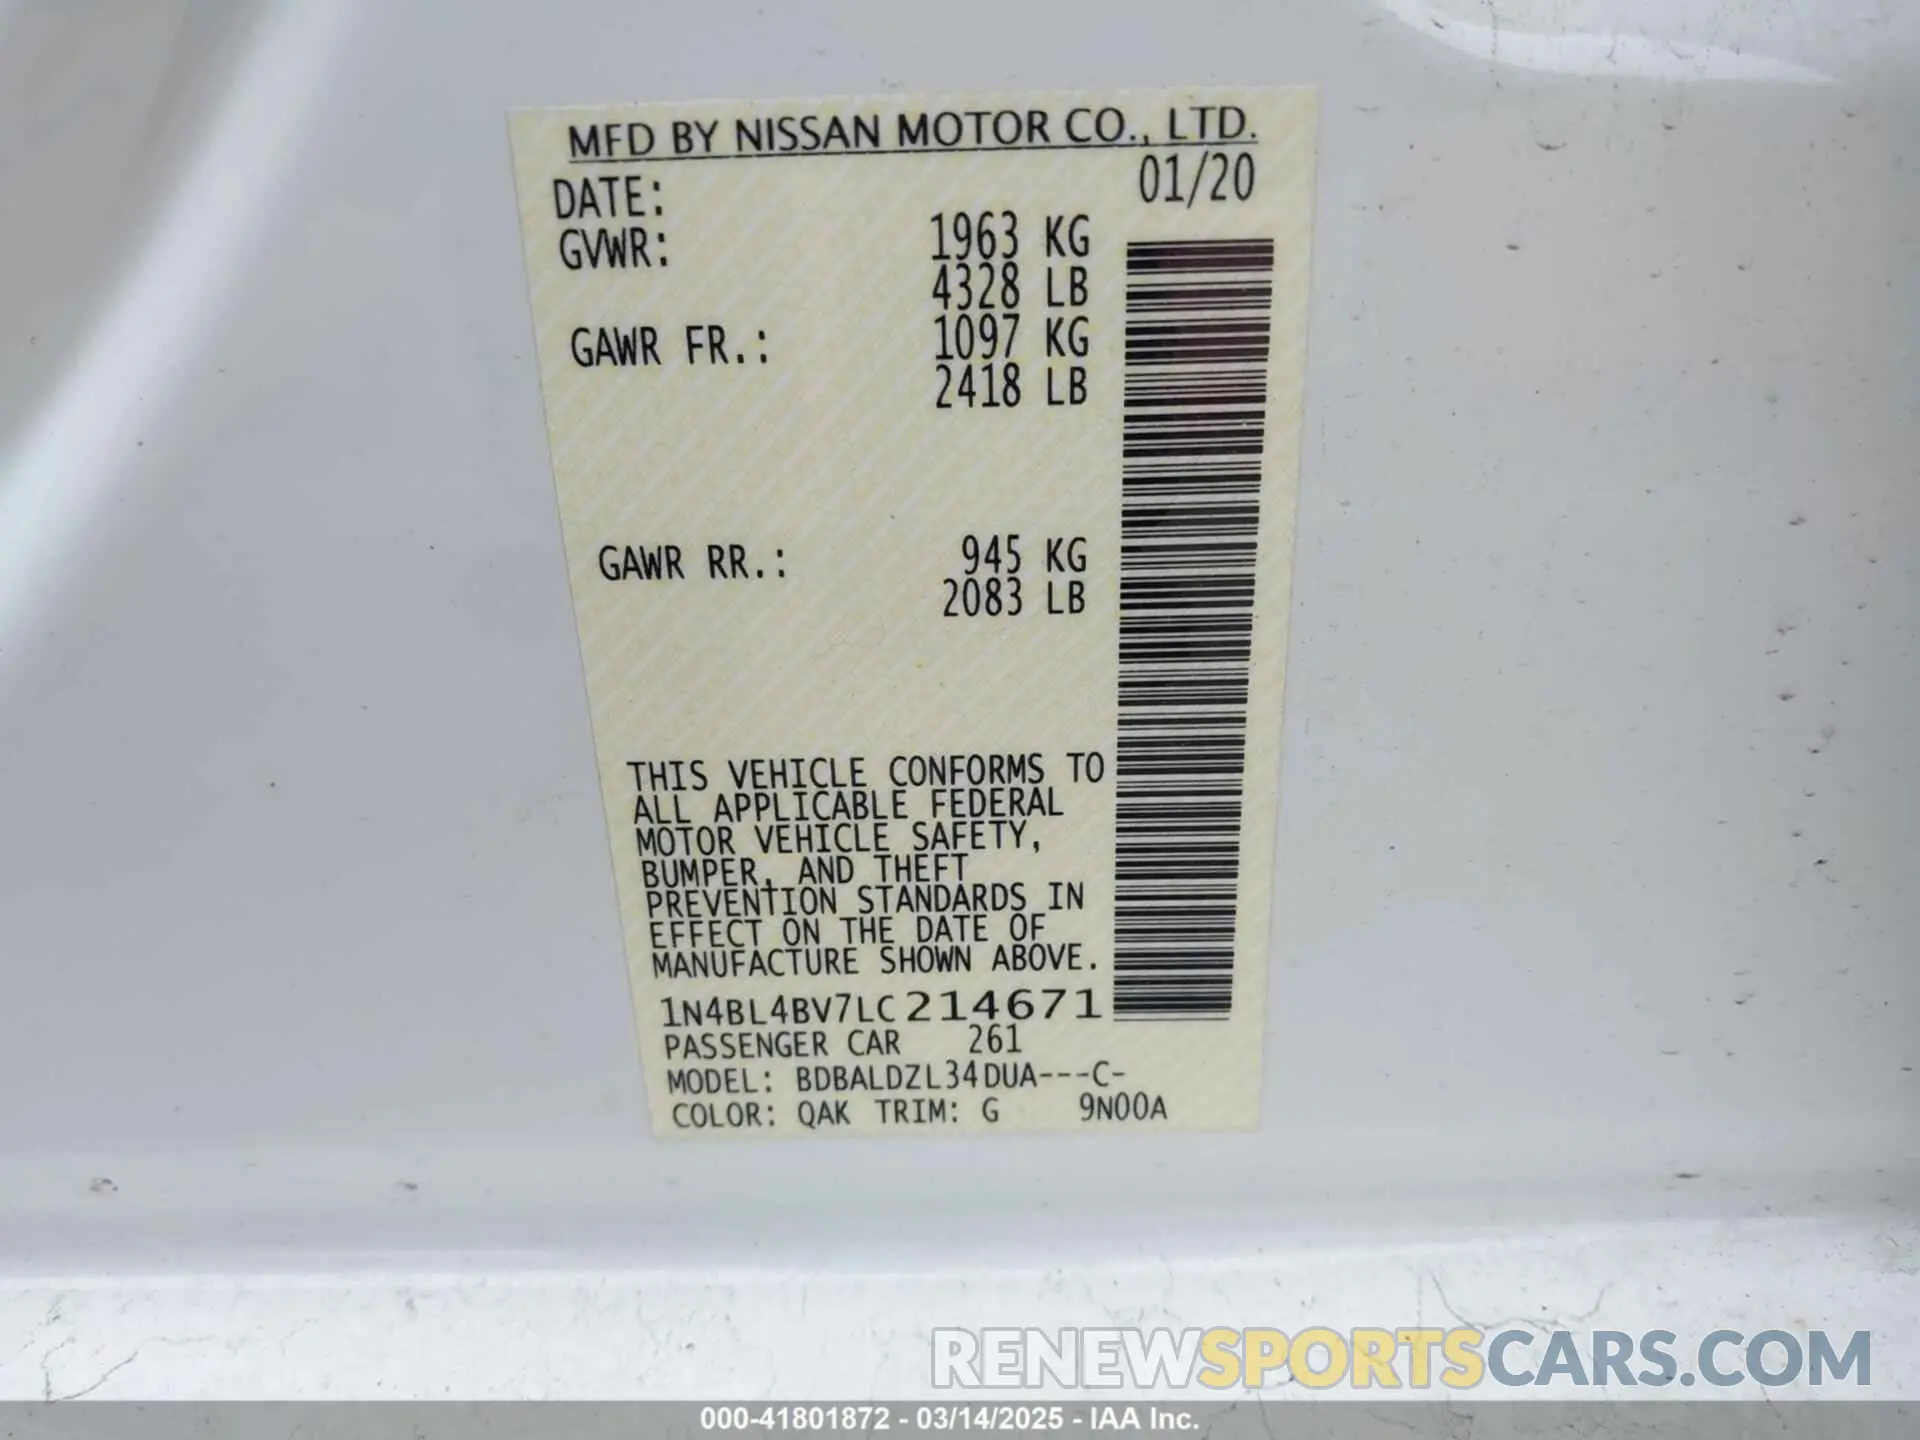 MFD BY NISSAN MOTOR CO., LTD.
DATE: 01/20
GVWR: 1963 KG
4328 LB
GAWR FR.: 1097 KG
2418 LB
GAWR RR.: 945 KG
2083 LB
THIS VEHICLE CONFORMS TO
ALL APPLICABLE FEDERAL
MOTOR VEHICLE SAFETY,
BUMPER, AND THEFT
PREVENTION STANDARDS IN
EFFECT ON THE DATE OF
MANUFACTURE SHOWN ABOVE.
1N4BL4BV7LC214671
PASSENGER CAR 261
MODEL: BDBALDZL34DUA---C-
COLOR: QAK TRIM: G 9N00A
RENEWSPORTSCARS.COM
000-41801872 - 03/14/2025 - IAA Inc.